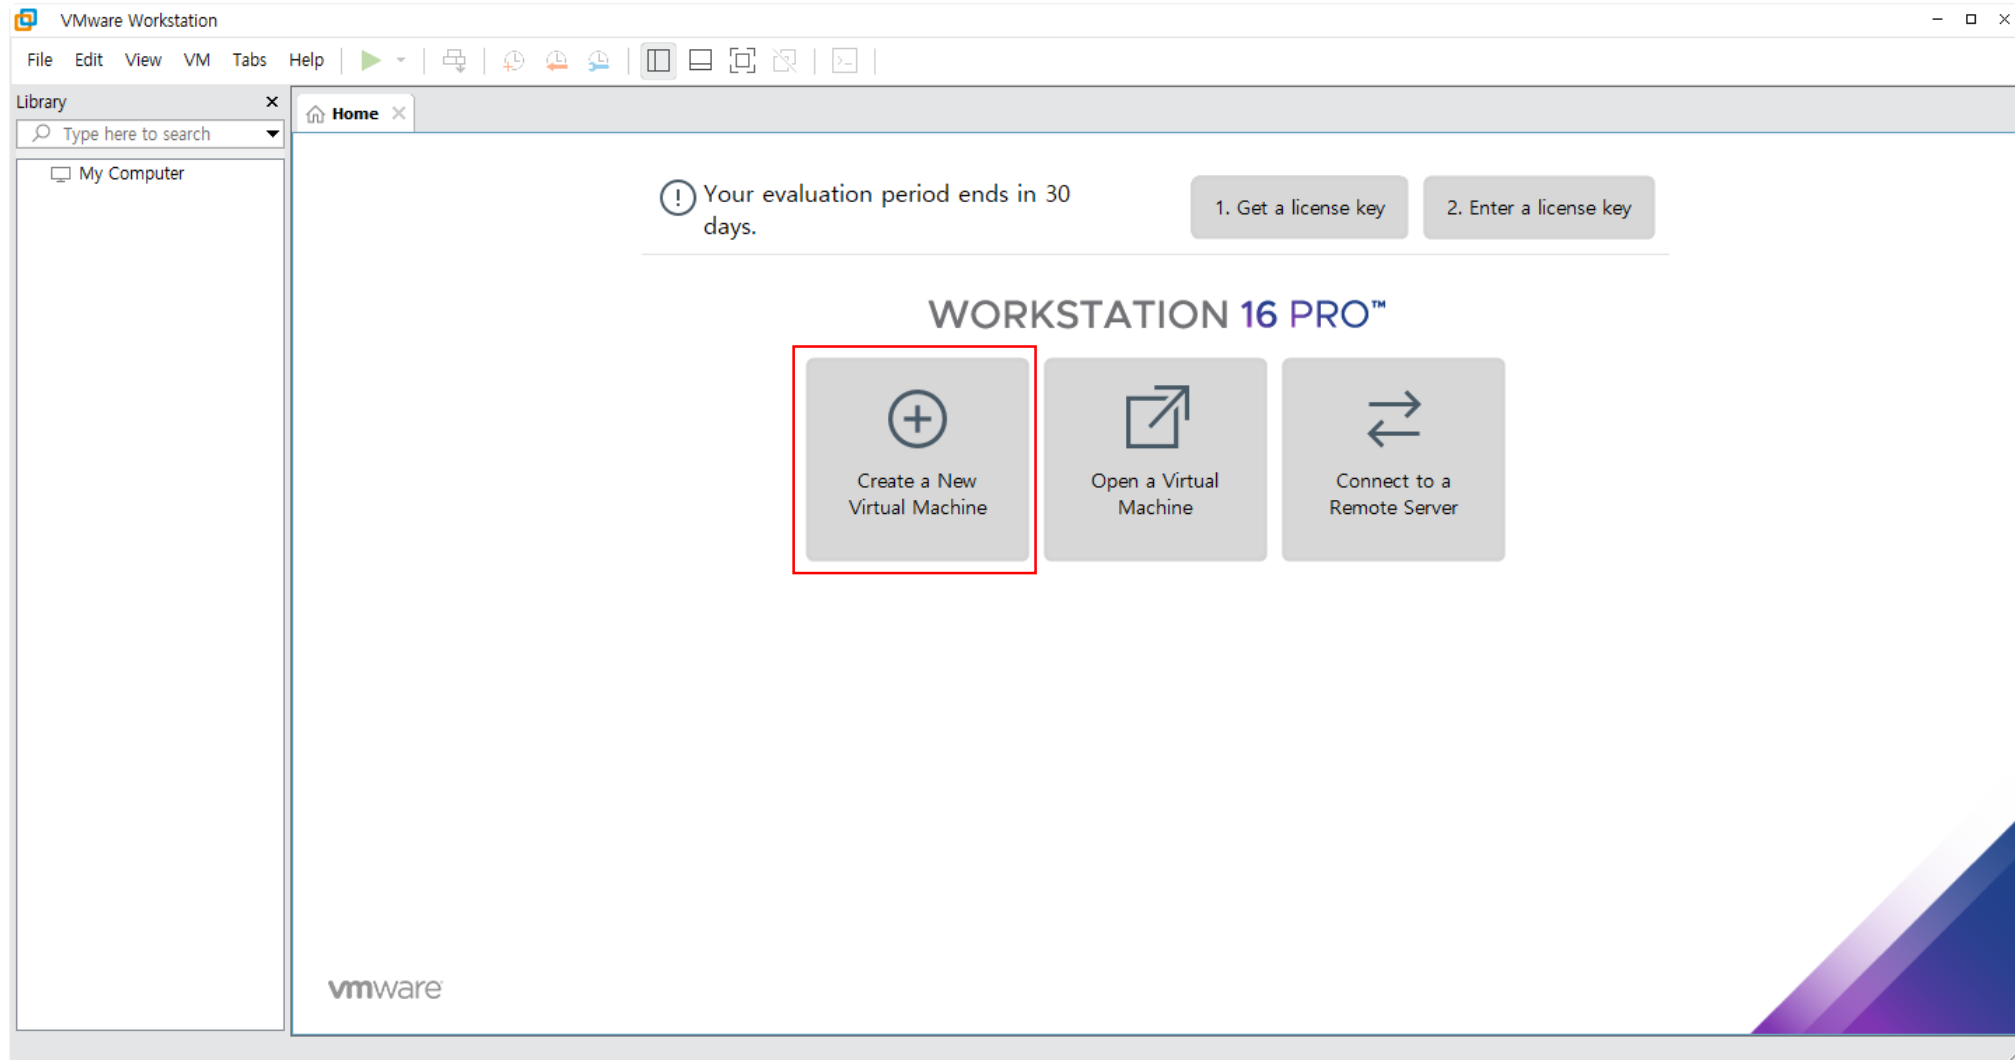 VMware Workstation
File Edit View VM Tabs Help
Library
Home
Type here to search
My Computer
Your evaluation period ends in 30
days.
1. Get a license key
2. Enter a license key
WORKSTATION 16 PRO™
Create a New
Virtual Machine
Open a Virtual
Machine
Connect to a
Remote Server
vmware